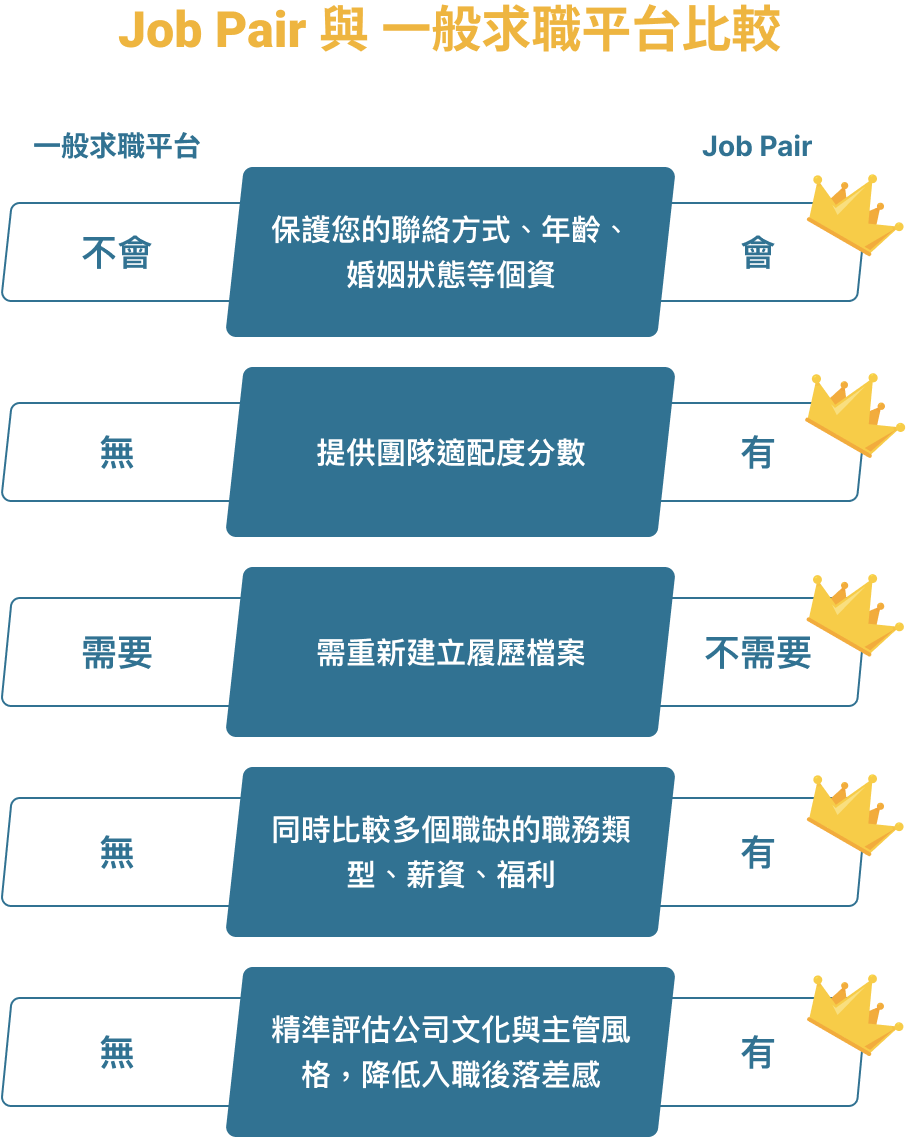 Job Pair 與 一般求職平台比較
一般求職平台
Job Pair
不會
保護您的聯絡方式、年齡、
婚姻狀態等個資
會
無
提供團隊適配度分數
有
需要
需重新建立履歷檔案
不需要
無
同時比較多個職缺的職務類
型、薪資、福利
有
無
精準評估公司文化與主管風
格，降低入職後落差感
有